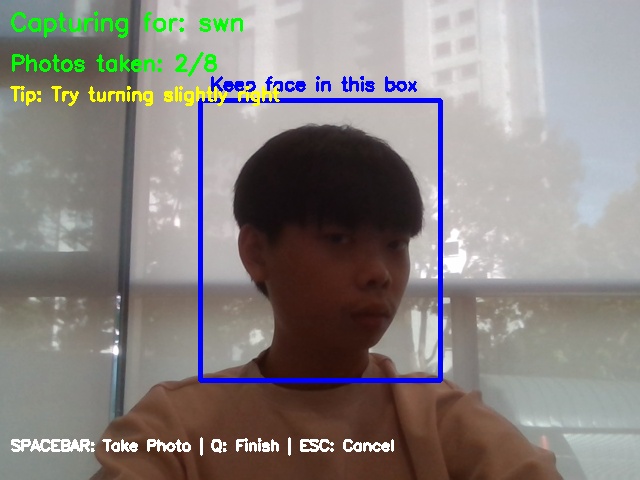 Capturing for: swn
Photos taken: 2/8
Keep face in this box
Tip: Try turning slightly right
SPACEBAR: Take Photo | Q: Finish | ESC: Cancel